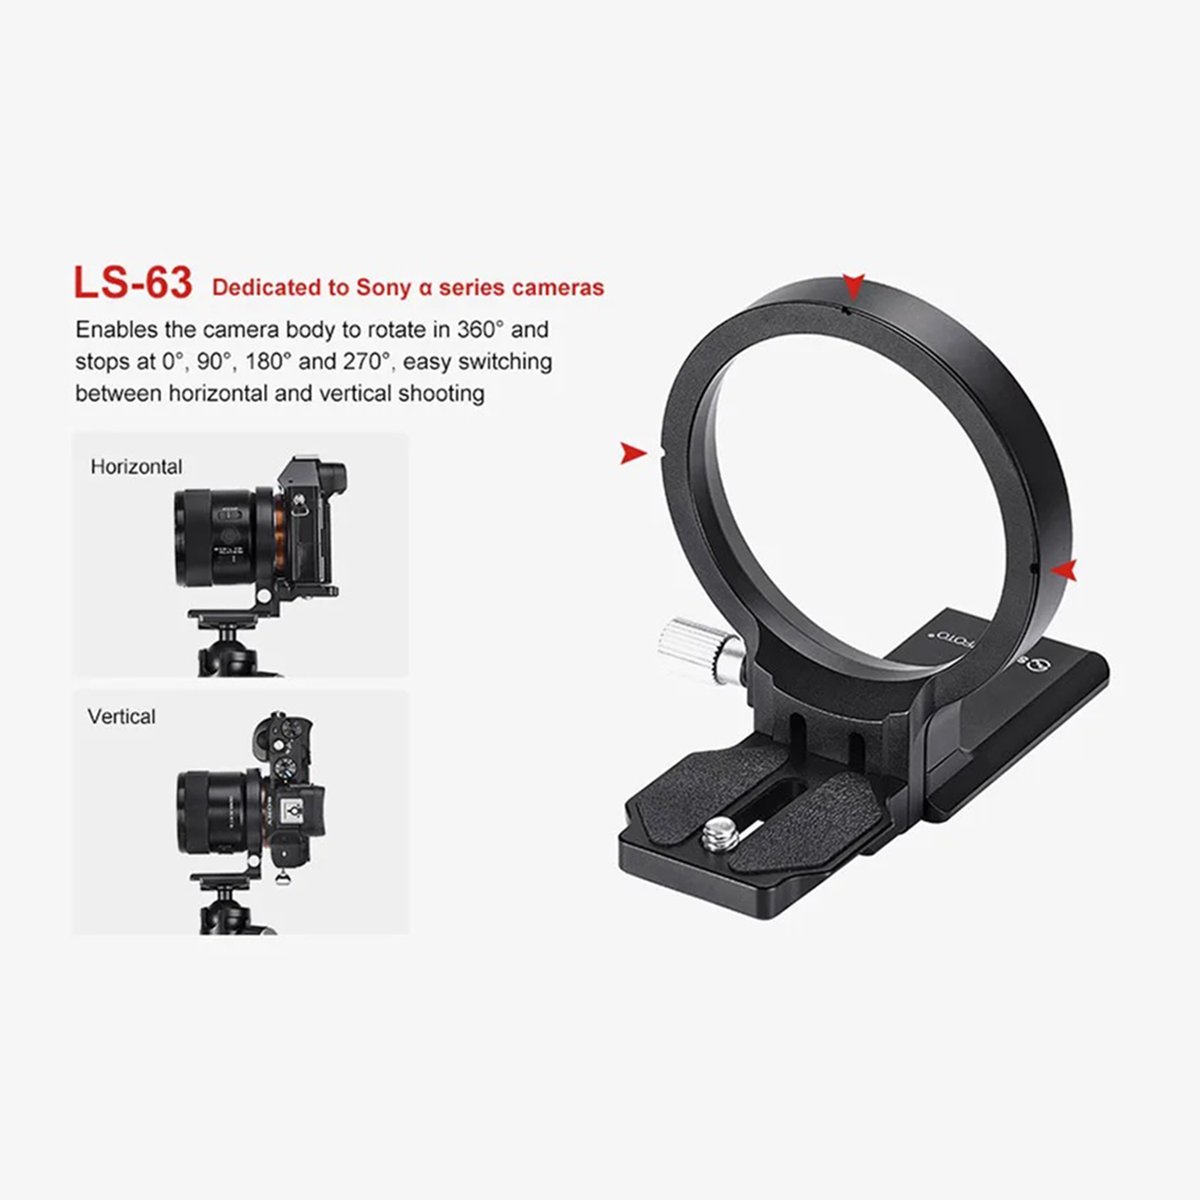 LS-63 Dedicated to Sony α series cameras
Enables the camera body to rotate in 360° and
stops at 0°, 90°, 180° and 270°, easy switching
between horizontal and vertical shooting
Horizontal
Vertical
SONY